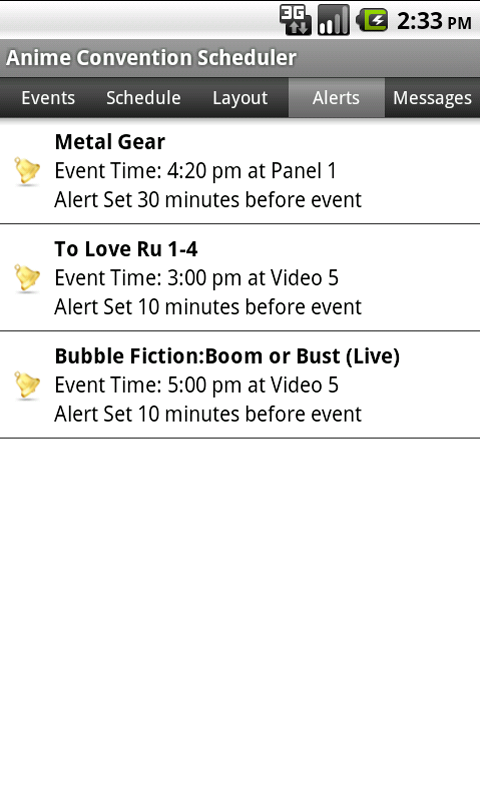 3G
2:33 PM
Anime Convention Scheduler
Events Schedule Layout Alerts Messages
Metal Gear
Event Time: 4:20 pm at Panel 1
Alert Set 30 minutes before event
To Love Ru 1-4
Event Time: 3:00 pm at Video 5
Alert Set 10 minutes before event
Bubble Fiction:Boom or Bust (Live)
Event Time: 5:00 pm at Video 5
Alert Set 10 minutes before event